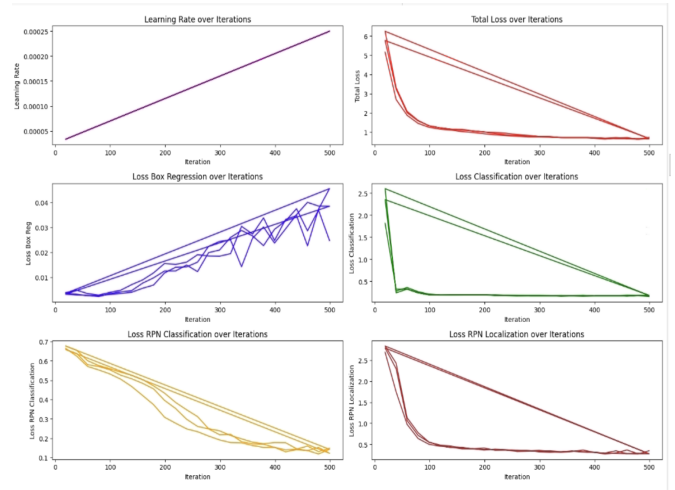 Learning Rate over Iterations
Learning Rate
0.00025
0.00020
0.00015
0.00010
0.00005
0 100 200 300 400 500
Iteration
Total Loss over Iterations
Total Loss
6
5
4
3
2
1
0 100 200 300 400 500
Iteration
Loss Box Regression over Iterations
Loss Box Reg
0.04
0.03
0.02
0.01
0 100 200 300 400 500
Iteration
Loss Classification over Iterations
Loss Classification
2.5
2.0
1.5
1.0
0.5
0 100 200 300 400 500
Iteration
Loss RPN Classification over Iterations
Loss RPN Classification
0.7
0.6
0.5
0.4
0.3
0.2
0.1
0 100 200 300 400 500
Iteration
Loss RPN Localization over Iterations
Loss RPN Localization
2.5
2.0
1.5
1.0
0.5
0 100 200 300 400 500
Iteration